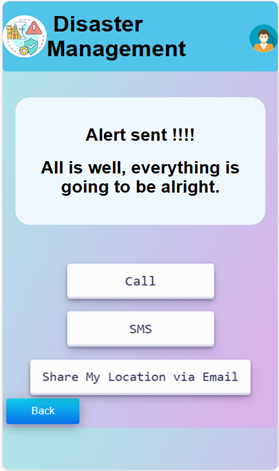 Disaster
Management
Alert sent !!!!
All is well, everything is
going to be alright.
Call
SMS
Share My Location via Email
Back